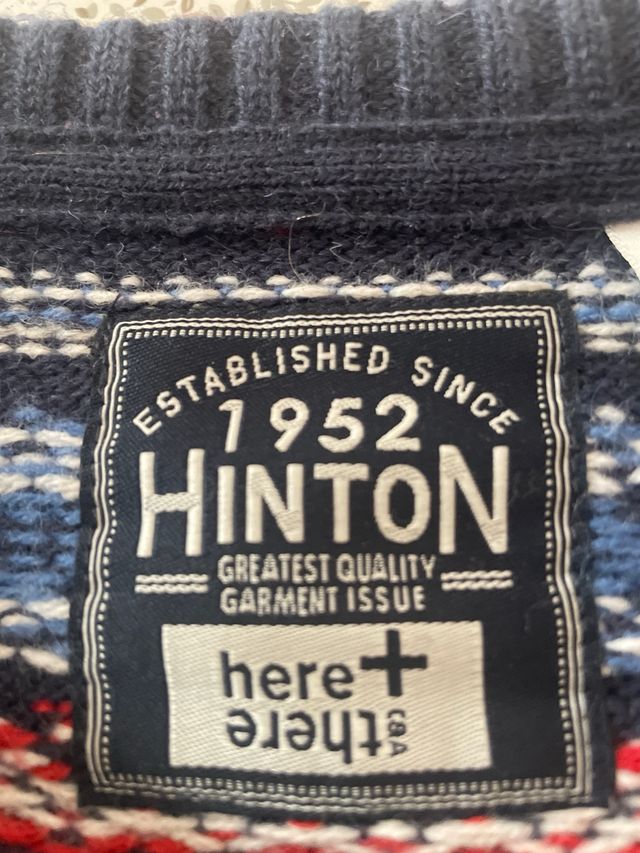 ESTABLISHED SINCE
1952
HINTON
GREATEST QUALITY
GARMENT ISSUE
here+
there C&A